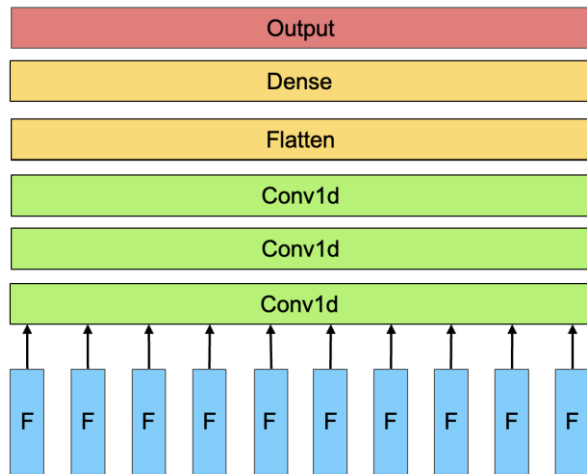 Output
Dense
Flatten
Conv1d
Conv1d
Conv1d
F F F F F F F F F F